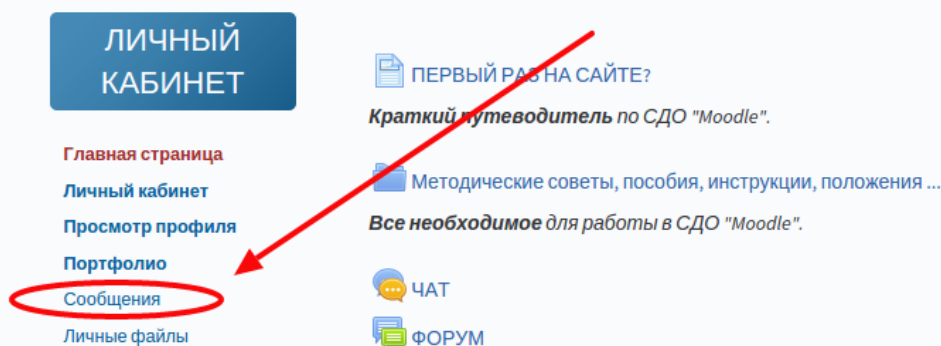 ЛИЧНЫЙ
КАБИНЕТ
Главная страница
Личный кабинет
Просмотр профиля
Портфолио
Сообщения
Личные файлы
ПЕРВЫЙ РАЗ НА САЙТЕ?
Краткий путеводитель по СДО "Moodle".
Методические советы, пособия, инструкции, положения ...
Все необходимое для работы в СДО "Moodle".
ЧАТ
ФОРУМ